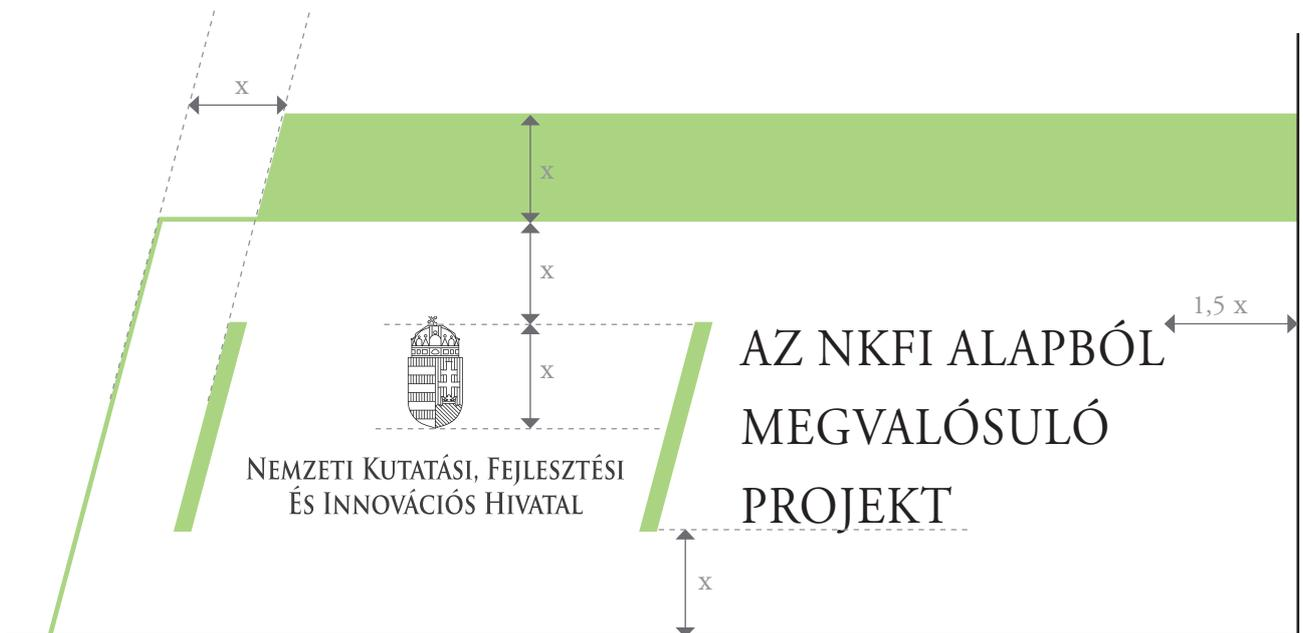 x
x
x
1,5 x
x
AZ NKFI ALAPBÓL
MEGVALÓSULÓ
PROJEKT
Nemzeti Kutatási, Fejlesztési
És Innovációs Hivatal
x